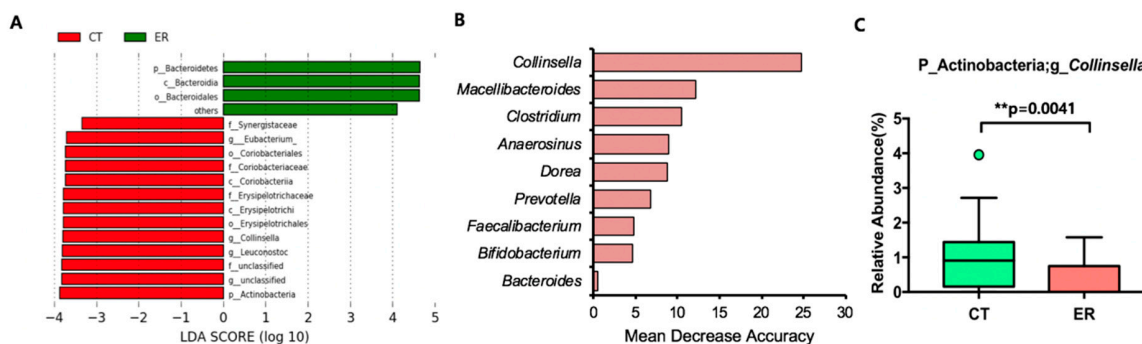 A
CT
ER
p__Bacteroidetes
c__Bacteroidia
o__Bacteroidales
others
f__Synergistaceae
g___Eubacterium_
o__Coriobacteriales
f__Coriobacteriaceae
c__Coriobacteriia
f__Erysipelotrichaceae
c__Erysipelotrichi
o__Erysipelotrichales
g__Collinsella
g__Leuconostoc
f__unclassified
g__unclassified
p__Actinobacteria
−4 −3 −2 −1 0 1 2 3 4 5
LDA SCORE (log 10)
B
Collinsella
Macellibacteroides
Clostridium
Anaerosinus
Dorea
Prevotella
Faecalibacterium
Bifidobacterium
Bacteroides
0 5 10 15 20 25 30
Mean Decrease Accuracy
C
P_Actinobacteria;g_Collinsella
**p=0.0041
Relative Abundance(%)
5
4
3
2
1
0
CT ER